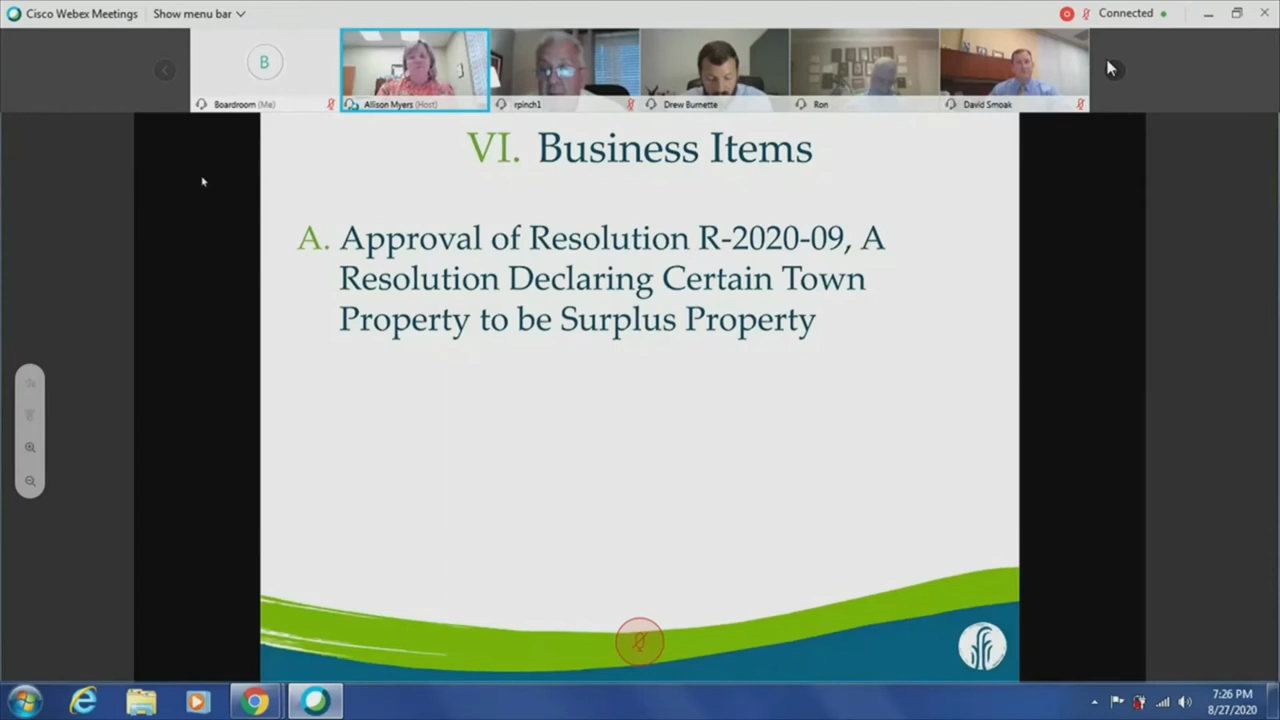 Cisco Webex Meetings Show menu bar Connected
B
Boardroom (Me) Allison Myers (Host) rpinch1 Drew Burnette Ron David Smoak
VI. Business Items
A. Approval of Resolution R-2020-09, A
Resolution Declaring Certain Town
Property to be Surplus Property
7:26 PM
8/27/2020